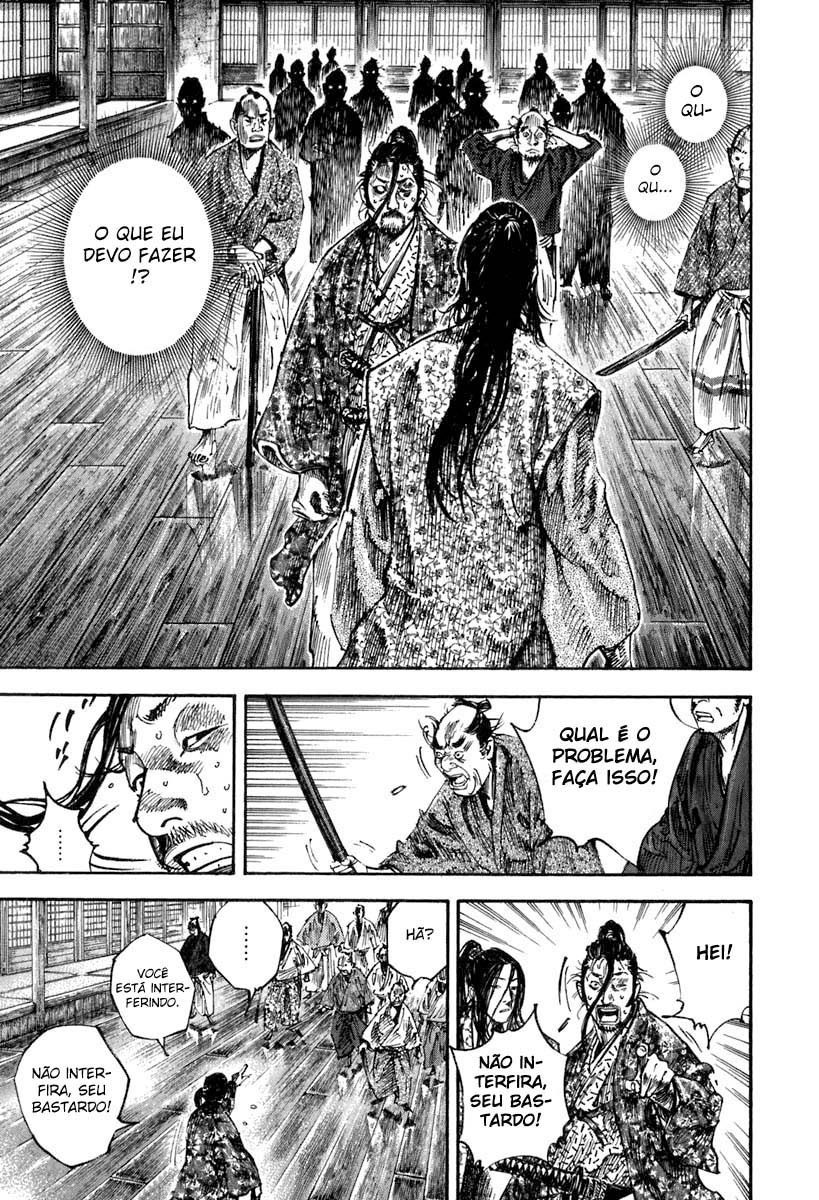 O
QU-
O
QU...
O QUE EU
DEVO FAZER
!?
QUAL É O
PROBLEMA,
FAÇA ISSO!
......
HEI!
NÃO IN-
TERFIRA,
SEU BAS-
TARDO!
HÃ?
......
VOCÊ
ESTÁ INTER-
FERINDO.
NÃO INTER-
FIRA, SEU
BASTARDO!